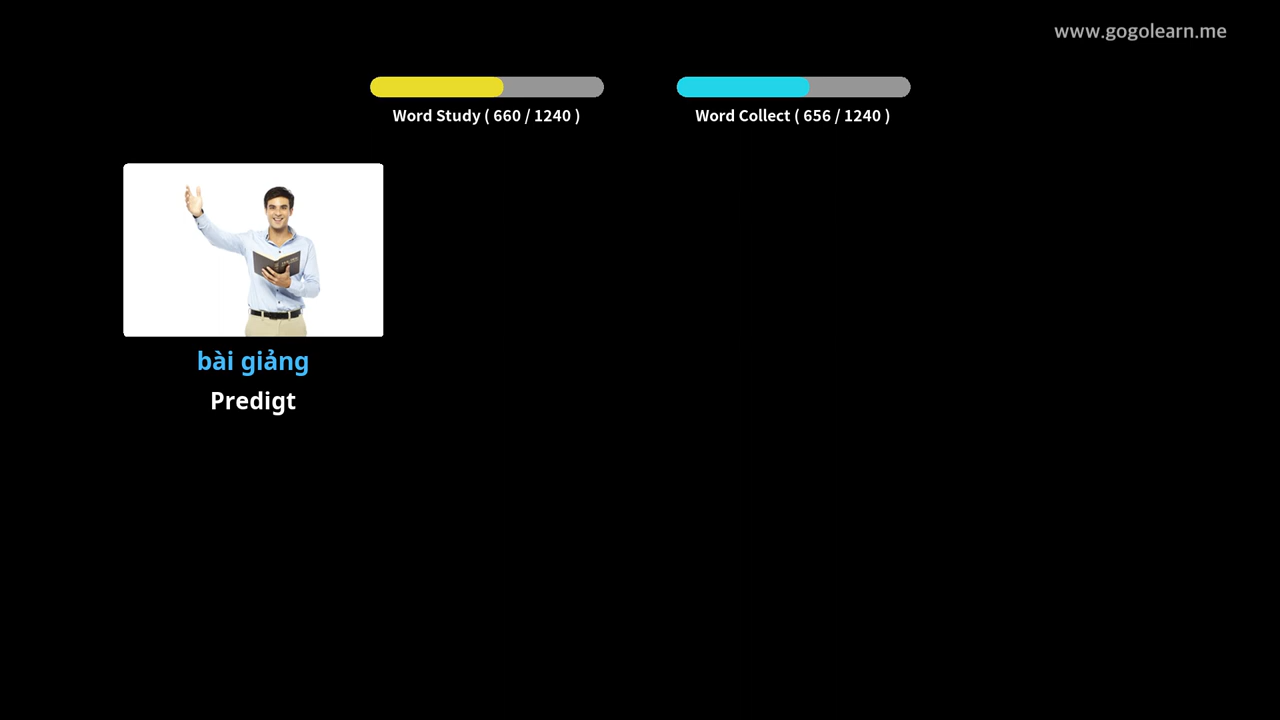 www.gogolearn.me
Word Study ( 660 / 1240 )
Word Collect ( 656 / 1240 )
bài giảng
Predigt